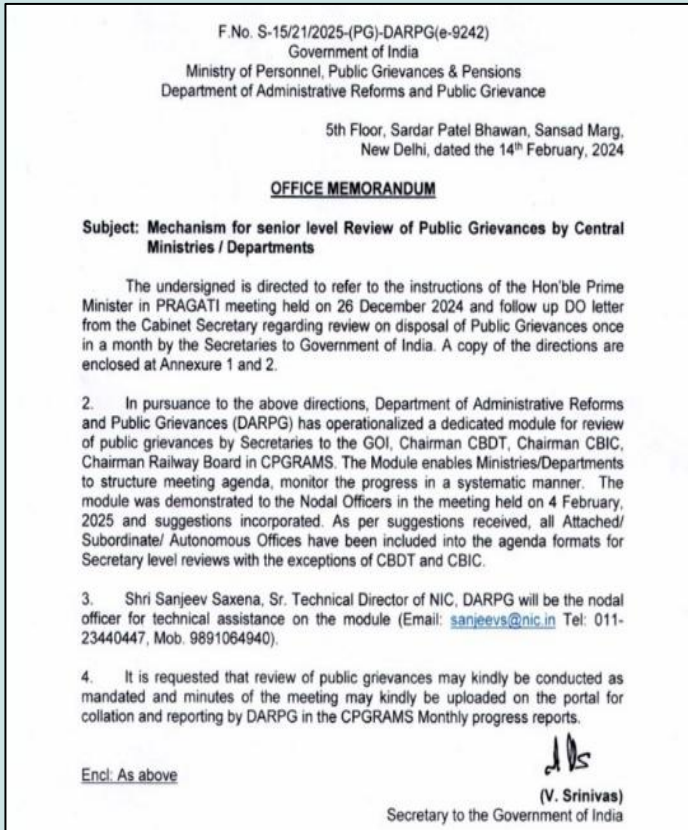 F.No. S-15/21/2025-(PG)-DARPG(e-9242)
Government of India
Ministry of Personnel, Public Grievances & Pensions
Department of Administrative Reforms and Public Grievance
5th Floor, Sardar Patel Bhawan, Sansad Marg,
New Delhi, dated the 14th February, 2024
OFFICE MEMORANDUM
Subject: Mechanism for senior level Review of Public Grievances by Central
Ministries / Departments
The undersigned is directed to refer to the instructions of the Hon'ble Prime
Minister in PRAGATI meeting held on 26 December 2024 and follow up DO letter
from the Cabinet Secretary regarding review on disposal of Public Grievances once
in a month by the Secretaries to Government of India. A copy of the directions are
enclosed at Annexure 1 and 2.
2. In pursuance to the above directions, Department of Administrative Reforms
and Public Grievances (DARPG) has operationalized a dedicated module for review
of public grievances by Secretaries to the GOI, Chairman CBDT, Chairman CBIC,
Chairman Railway Board in CPGRAMS. The Module enables Ministries/Departments
to structure meeting agenda, monitor the progress in a systematic manner. The
module was demonstrated to the Nodal Officers in the meeting held on 4 February,
2025 and suggestions incorporated. As per suggestions received, all Attached/
Subordinate/ Autonomous Offices have been included into the agenda formats for
Secretary level reviews with the exceptions of CBDT and CBIC.
3. Shri Sanjeev Saxena, Sr. Technical Director of NIC, DARPG will be the nodal
officer for technical assistance on the module (Email: sanjeevs@nic.in Tel: 011-
23440447, Mob. 9891064940).
4. It is requested that review of public grievances may kindly be conducted as
mandated and minutes of the meeting may kindly be uploaded on the portal for
collation and reporting by DARPG in the CPGRAMS Monthly progress reports.
Encl: As above
(V. Srinivas)
Secretary to the Government of India